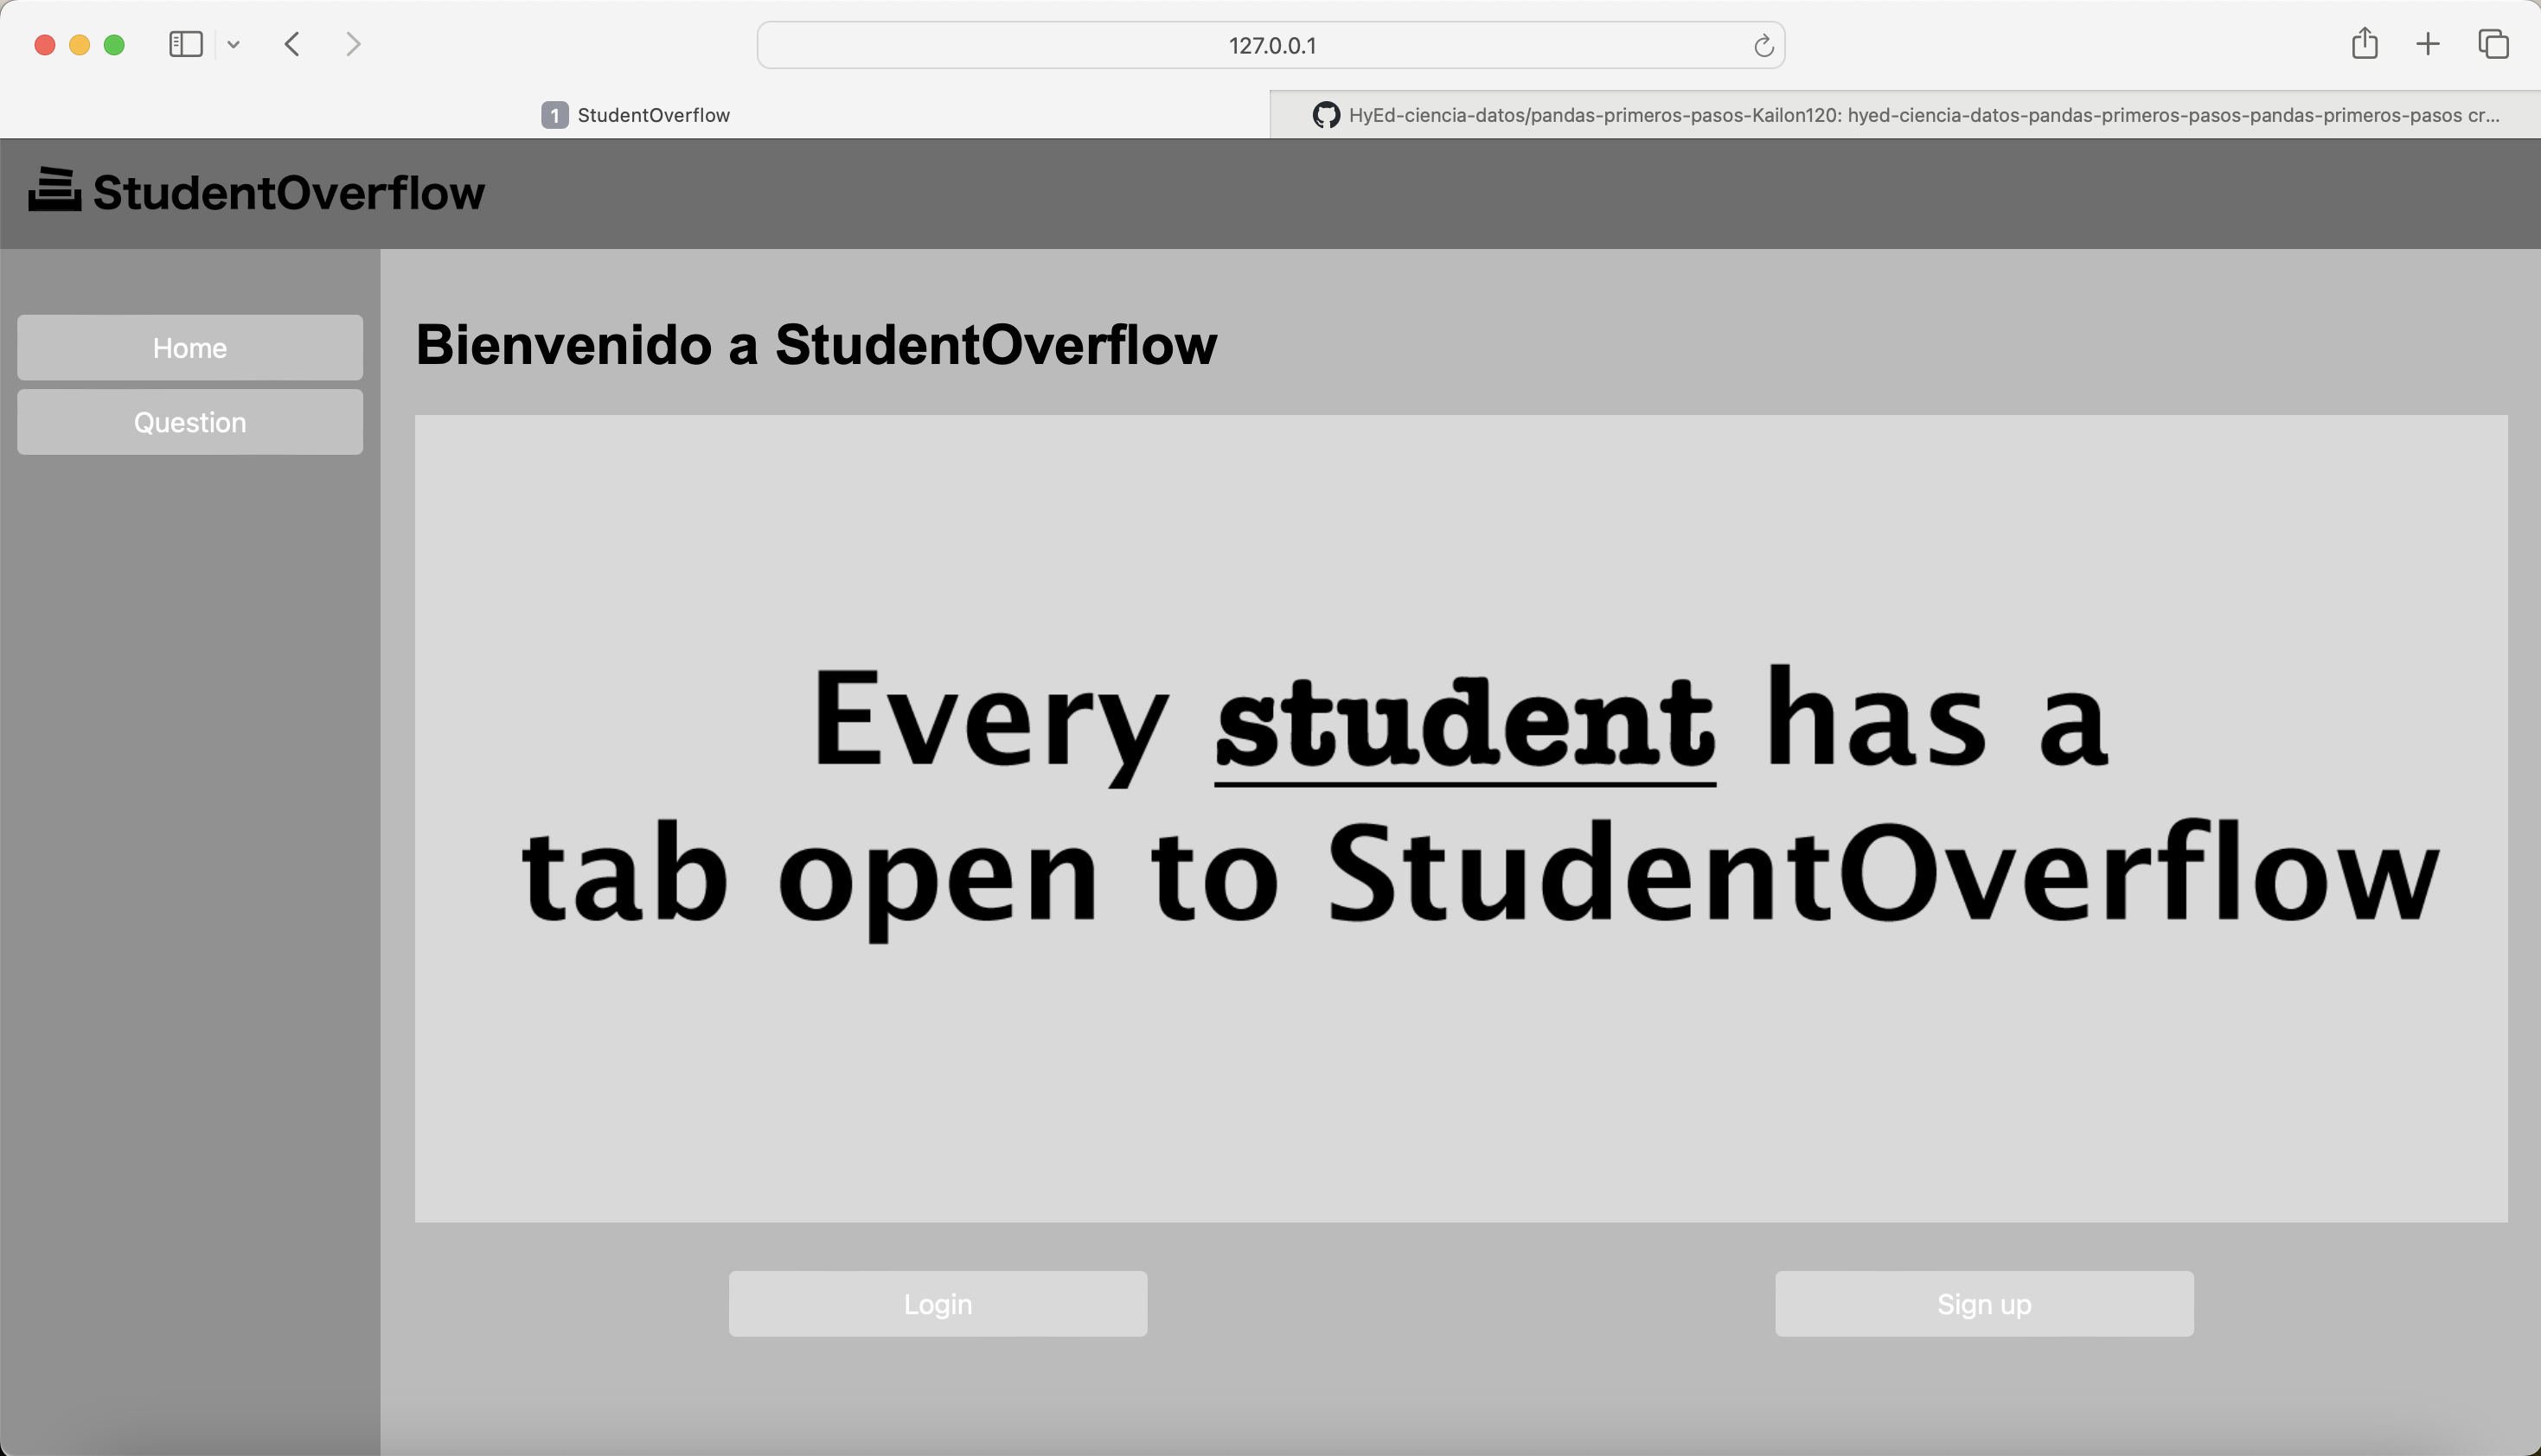 127.0.0.1
1 StudentOverflow
HyEd-ciencia-datos/pandas-primeros-pasos-Kailon120: hyed-ciencia-datos-pandas-primeros-pasos-pandas-primeros-pasos cr...
StudentOverflow
Home
Question
Bienvenido a StudentOverflow
Every student has a
tab open to StudentOverflow
Login
Sign up